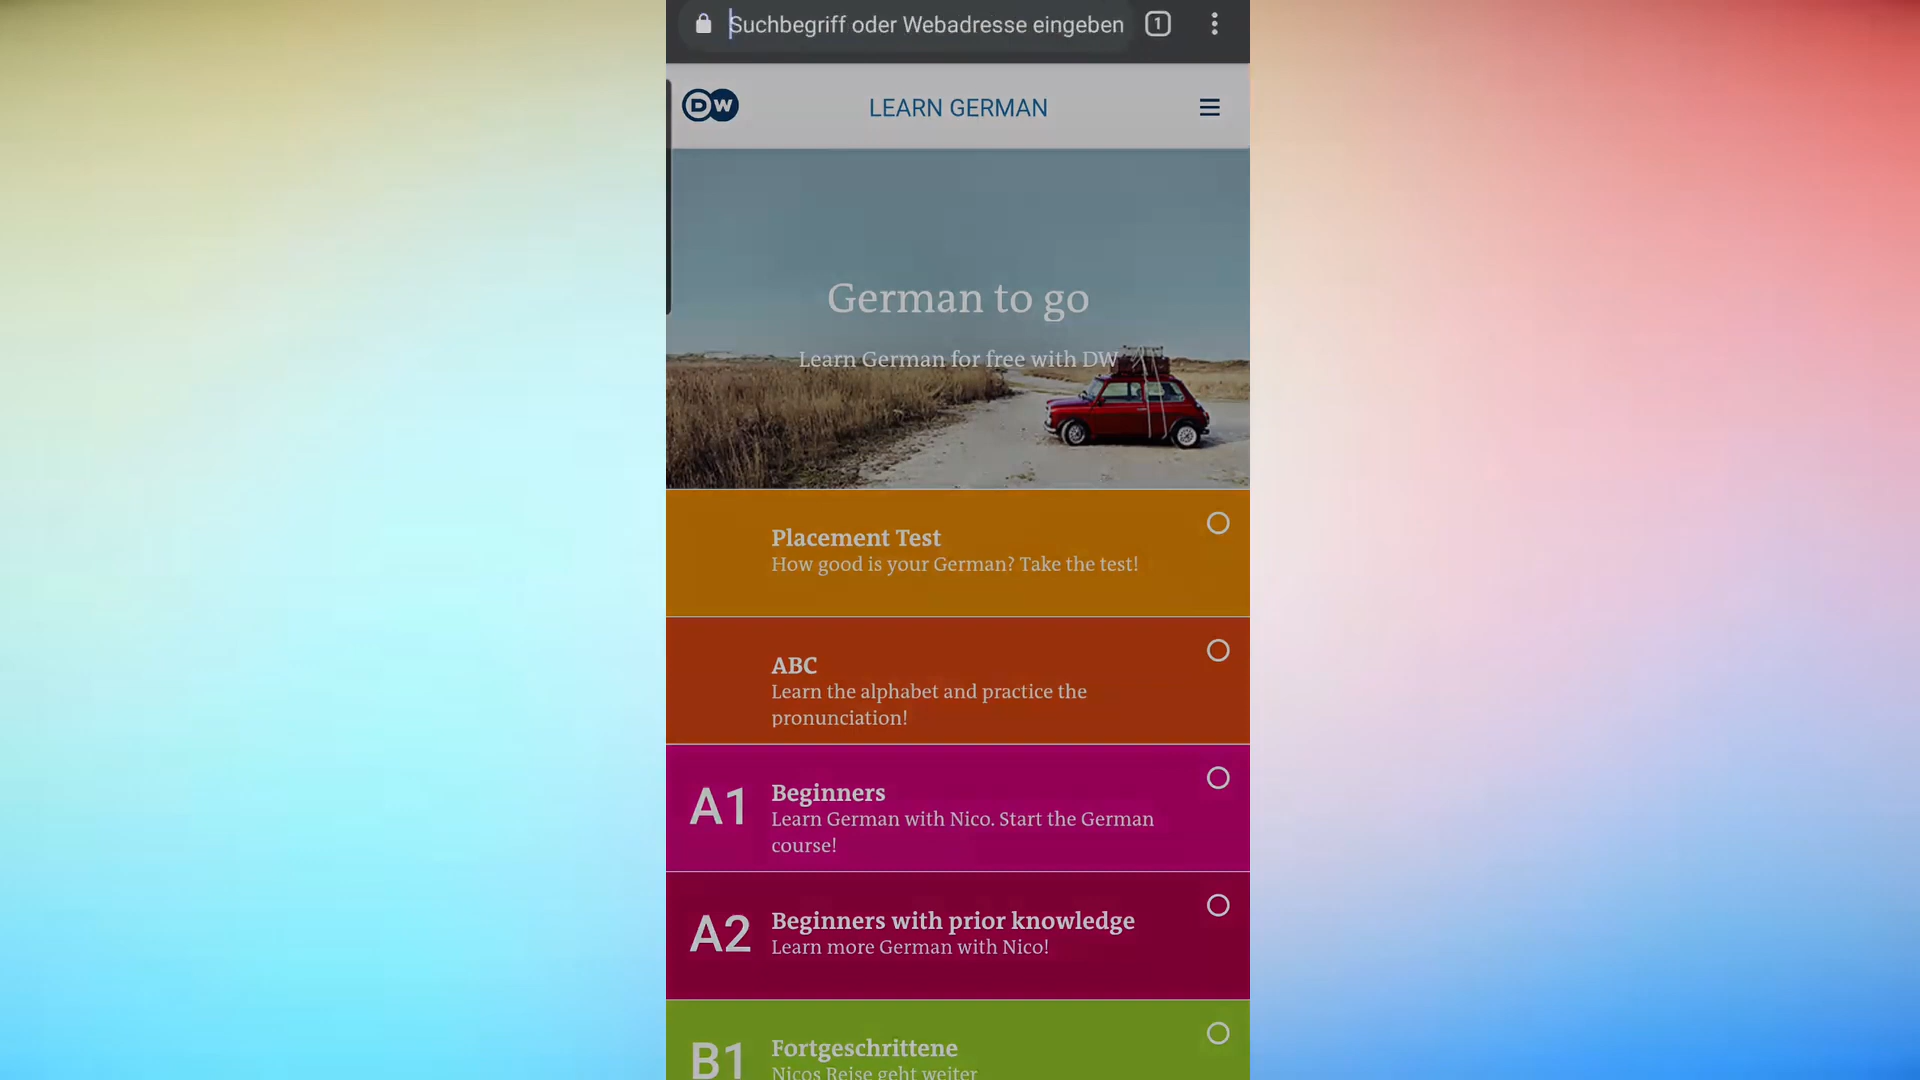 Suchbegriff oder Webadresse eingeben
1
DW
LEARN GERMAN
German to go
Learn German for free with DW
Placement Test
How good is your German? Take the test!
ABC
Learn the alphabet and practice the
pronunciation!
A1
Beginners
Learn German with Nico. Start the German
course!
A2
Beginners with prior knowledge
Learn more German with Nico!
B1
Fortgeschrittene
Nicos Reise geht weiter